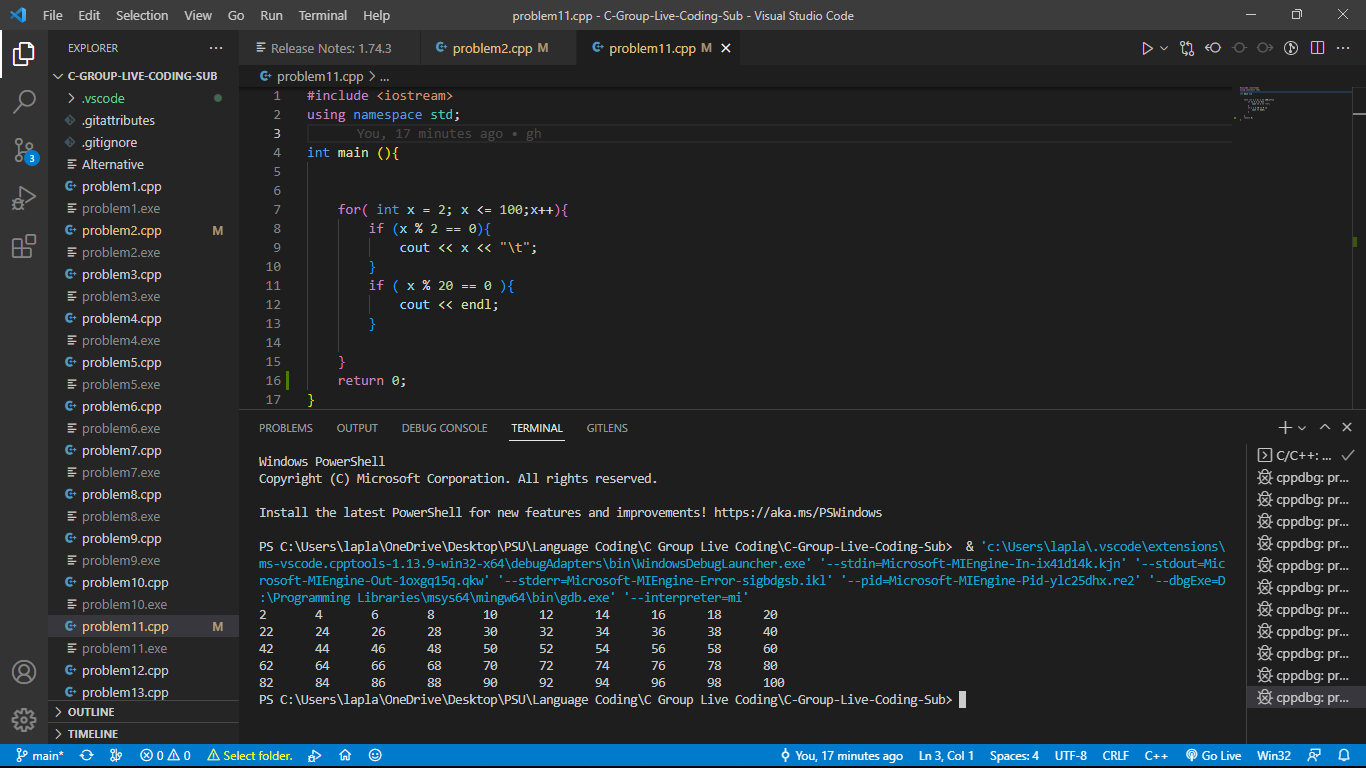 File Edit Selection View Go Run Terminal Help problem11.cpp - C-Group-Live-Coding-Sub - Visual Studio Code
EXPLORER ···
C-GROUP-LIVE-CODING-SUB
.vscode
.gitattributes
.gitignore
Alternative
problem1.cpp
problem1.exe
problem2.cpp M
problem2.exe
problem3.cpp
problem3.exe
problem4.cpp
problem4.exe
problem5.cpp
problem5.exe
problem6.cpp
problem6.exe
problem7.cpp
problem7.exe
problem8.cpp
problem8.exe
problem9.cpp
problem9.exe
problem10.cpp
problem10.exe
problem11.cpp M
problem11.exe
problem12.cpp
problem13.cpp
OUTLINE
TIMELINE
3
Release Notes: 1.74.3 problem2.cpp M problem11.cpp M
problem11.cpp > ...
1 #include <iostream>
2 using namespace std;
3 You, 17 minutes ago • gh
4 int main (){
5
6
7 for( int x = 2; x <= 100;x++){
8 if (x % 2 == 0){
9 cout << x << "\t";
10 }
11 if ( x % 20 == 0 ){
12 cout << endl;
13 }
14
15 }
16 return 0;
17 }
PROBLEMS OUTPUT DEBUG CONSOLE TERMINAL GITLENS
Windows PowerShell
Copyright (C) Microsoft Corporation. All rights reserved.
Install the latest PowerShell for new features and improvements! https://aka.ms/PSWindows
PS C:\Users\lapla\OneDrive\Desktop\PSU\Language Coding\C Group Live Coding\C-Group-Live-Coding-Sub> & 'c:\Users\lapla\.vscode\extensions\
ms-vscode.cpptools-1.13.9-win32-x64\debugAdapters\bin\WindowsDebugLauncher.exe' '--stdin=Microsoft-MIEngine-In-ix41d14k.kjn' '--stdout=Mic
rosoft-MIEngine-Out-1oxgq15q.qkw' '--stderr=Microsoft-MIEngine-Error-sigbdgsb.ikl' '--pid=Microsoft-MIEngine-Pid-ylc25dhx.re2' '--dbgExe=D
:\Programming Libraries\msys64\mingw64\bin\gdb.exe' '--interpreter=mi'
2 4 6 8 10 12 14 16 18 20
22 24 26 28 30 32 34 36 38 40
42 44 46 48 50 52 54 56 58 60
62 64 66 68 70 72 74 76 78 80
82 84 86 88 90 92 94 96 98 100
PS C:\Users\lapla\OneDrive\Desktop\PSU\Language Coding\C Group Live Coding\C-Group-Live-Coding-Sub>
C/C++: ...
cppdbg: pr...
cppdbg: pr...
cppdbg: pr...
cppdbg: pr...
cppdbg: pr...
cppdbg: pr...
cppdbg: pr...
cppdbg: pr...
cppdbg: pr...
cppdbg: pr...
cppdbg: pr...
main* 0 0 Select folder. You, 17 minutes ago Ln 3, Col 1 Spaces: 4 UTF-8 CRLF C++ Go Live Win32